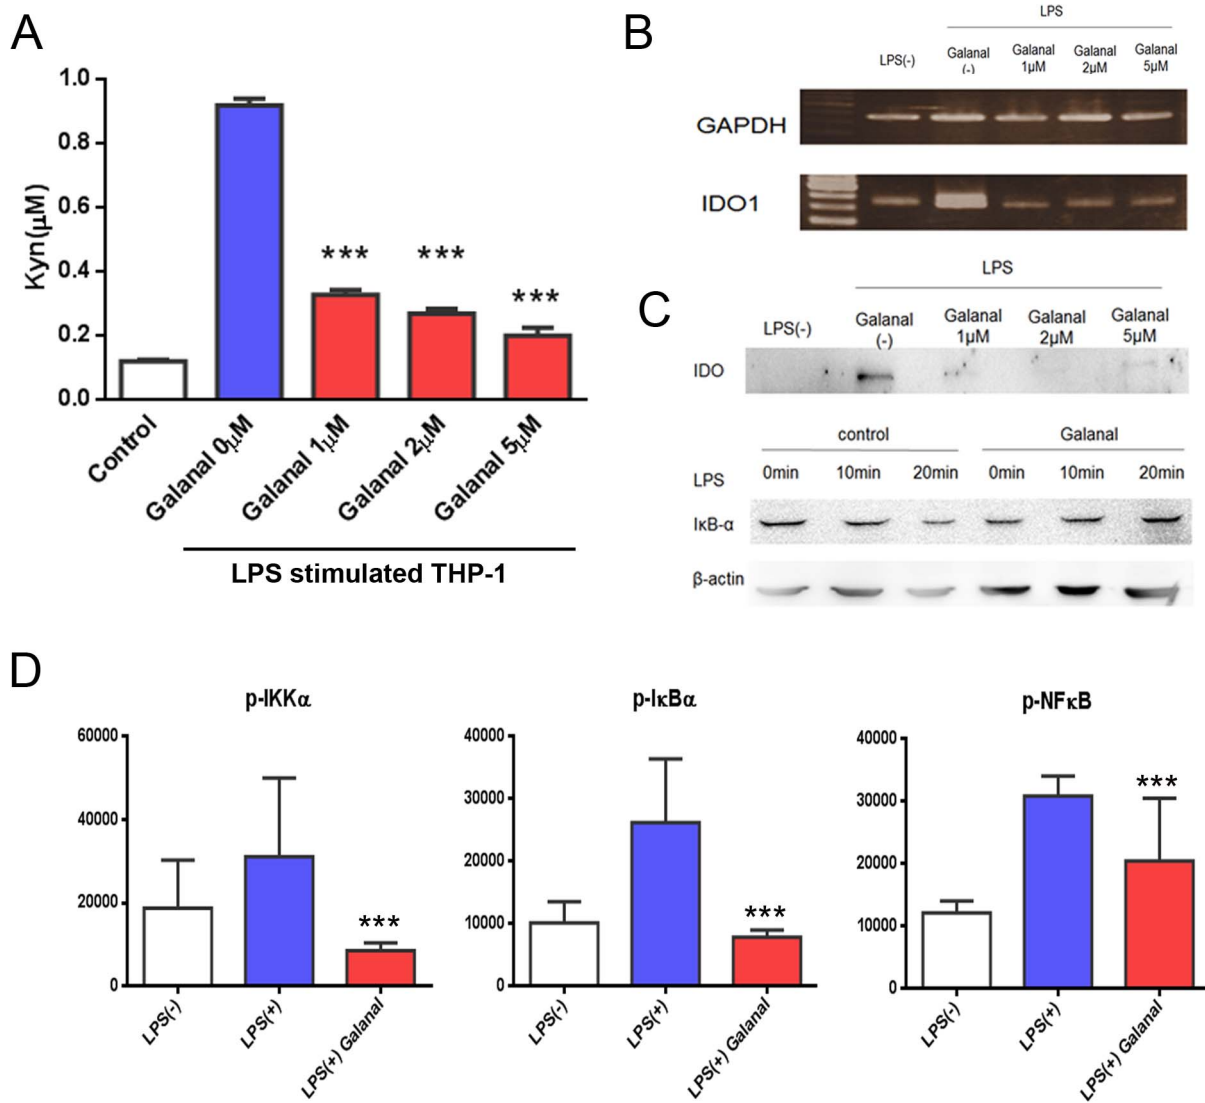 A
1.0
0.8
0.6
0.4
0.2
0.0
Kyn(µM)
***
***
***
Control
Galanal 0µM
Galanal 1µM
Galanal 2µM
Galanal 5µM
LPS stimulated THP-1
B
LPS
LPS(-)
Galanal
(-)
Galanal
1µM
Galanal
2µM
Galanal
5µM
GAPDH
IDO1
C
LPS
LPS(-)
Galanal
(-)
Galanal
1µM
Galanal
2µM
Galanal
5µM
IDO
control
Galanal
LPS
0min
10min
20min
0min
10min
20min
IκB-α
β-actin
D
p-IKKα
60000
40000
20000
0
***
LPS(-)
LPS(+)
LPS(+) Galanal
p-IκBα
40000
30000
20000
10000
0
***
LPS(-)
LPS(+)
LPS(+) Galanal
p-NFκB
40000
30000
20000
10000
0
***
LPS(-)
LPS(+)
LPS(+) Galanal